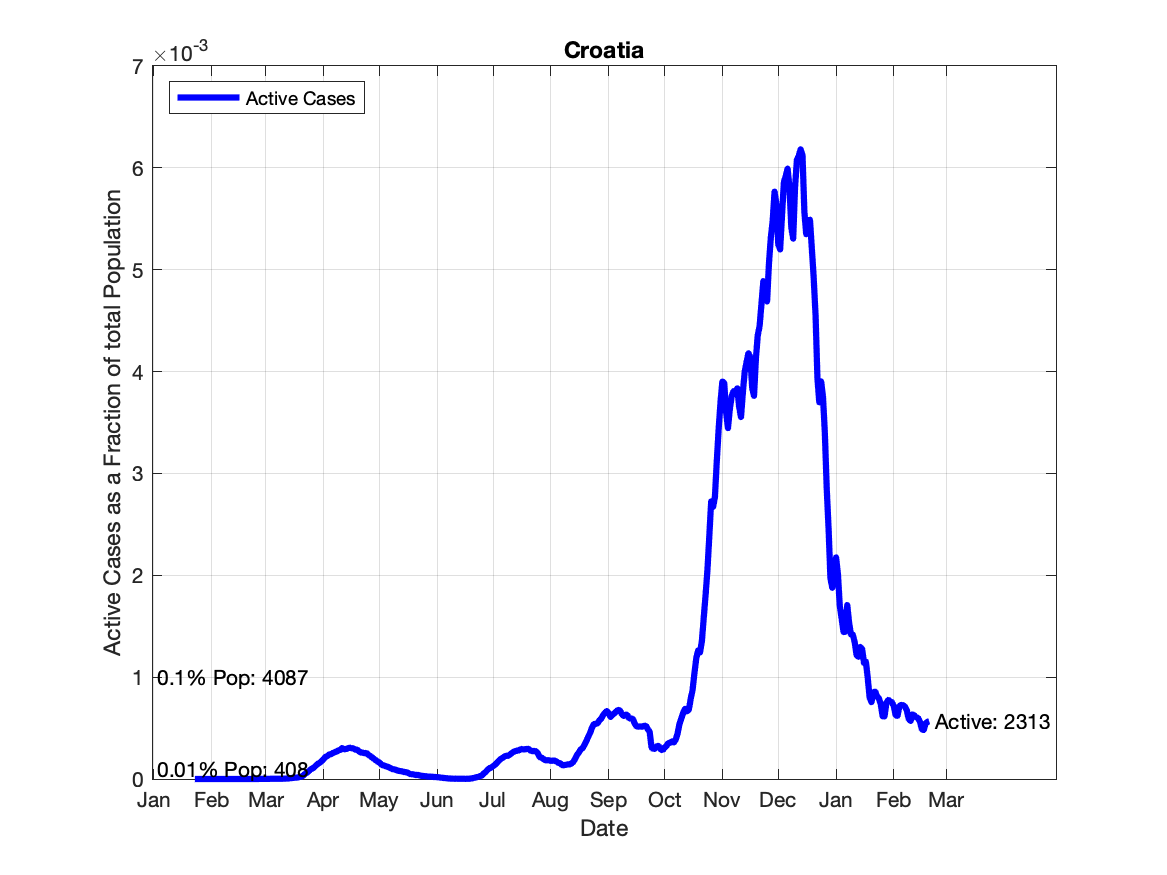 Croatia
×10-3
Active Cases
7
6
5
4
3
2
1
0
Active Cases as a Fraction of total Population
0.1% Pop: 4087
0.01% Pop: 408
Active: 2313
Jan Feb Mar Apr May Jun Jul Aug Sep Oct Nov Dec Jan Feb Mar
Date